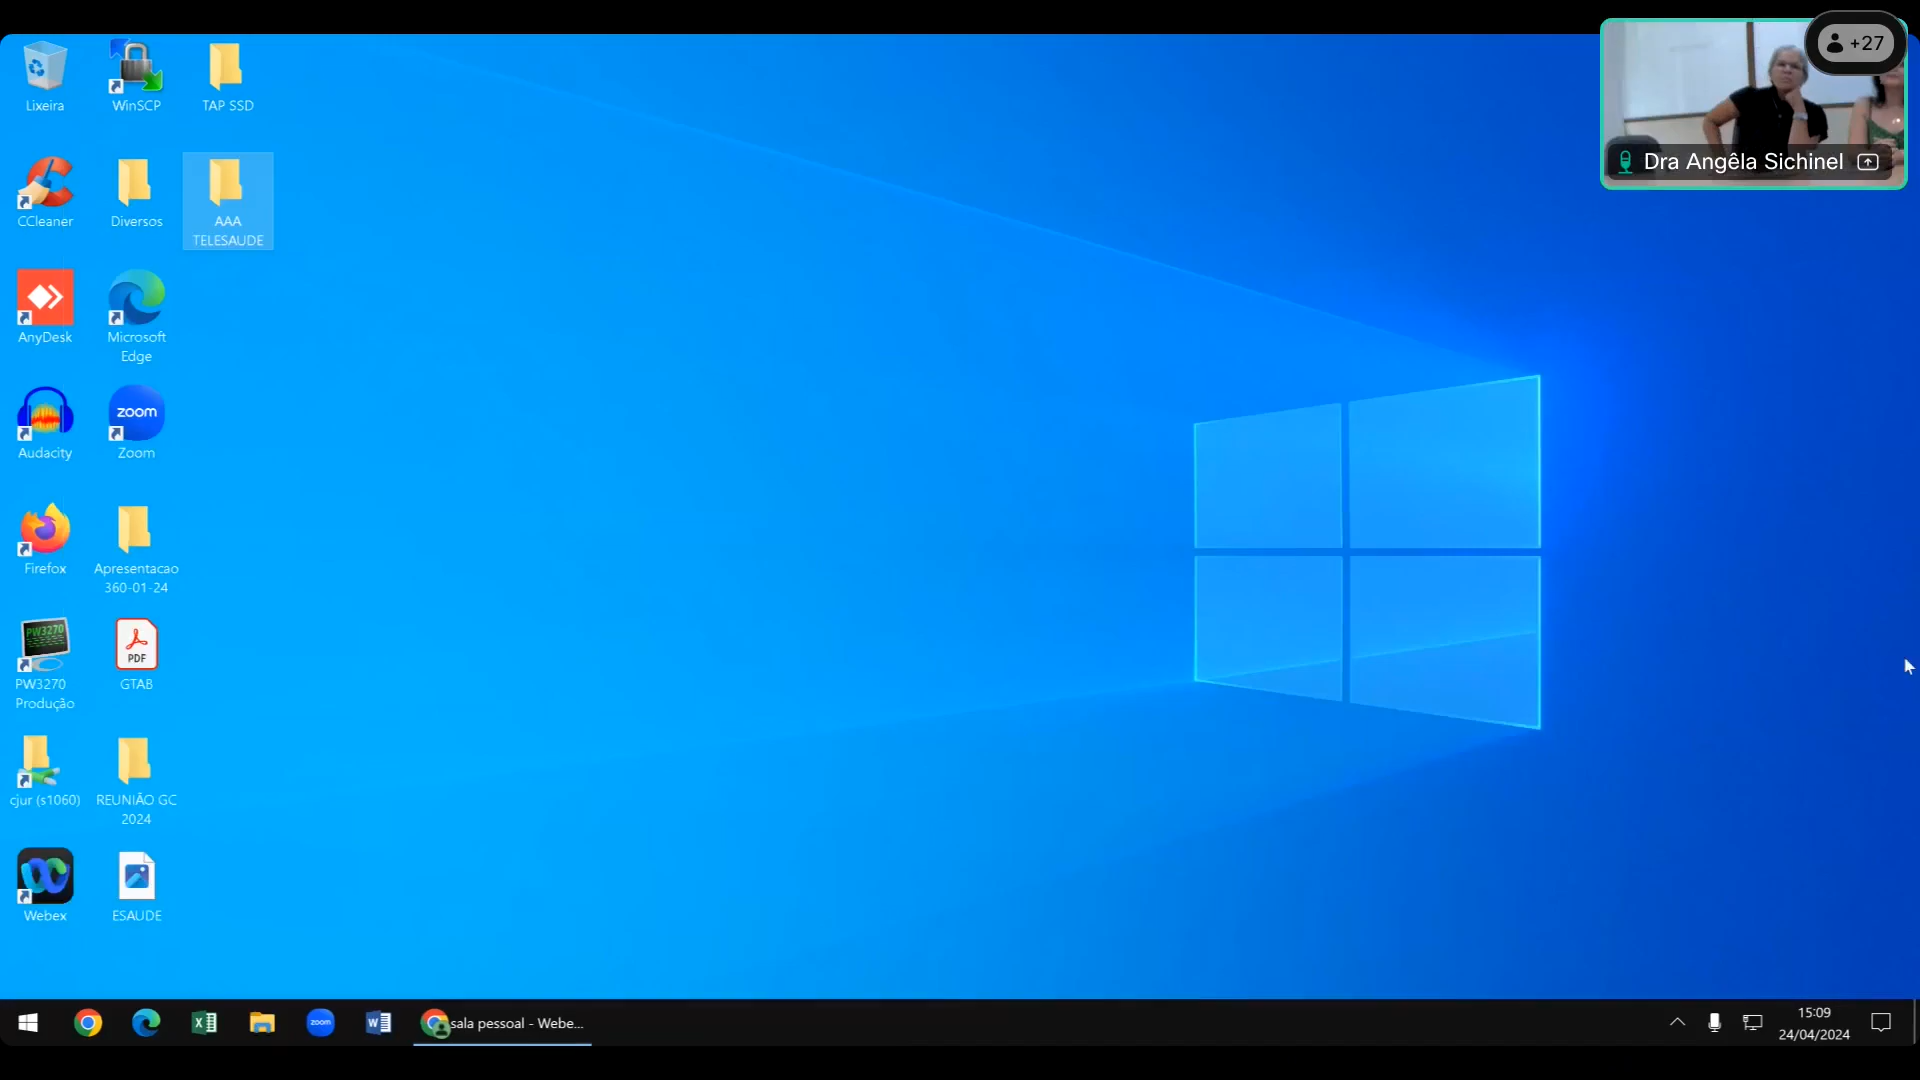 +27
Dra Angêla Sichinel
Lixeira
WinSCP
TAP SSD
CCleaner
Diversos
AAA
TELESAUDE
AnyDesk
Microsoft
Edge
Audacity
zoom
Zoom
Firefox
Apresentacao
360-01-24
PW3270
PW3270
Produção
PDF
GTAB
cjur (s1060)
REUNIÃO GC
2024
Webex
ESAUDE
zoom
sala pessoal - Webe...
15:09
24/04/2024